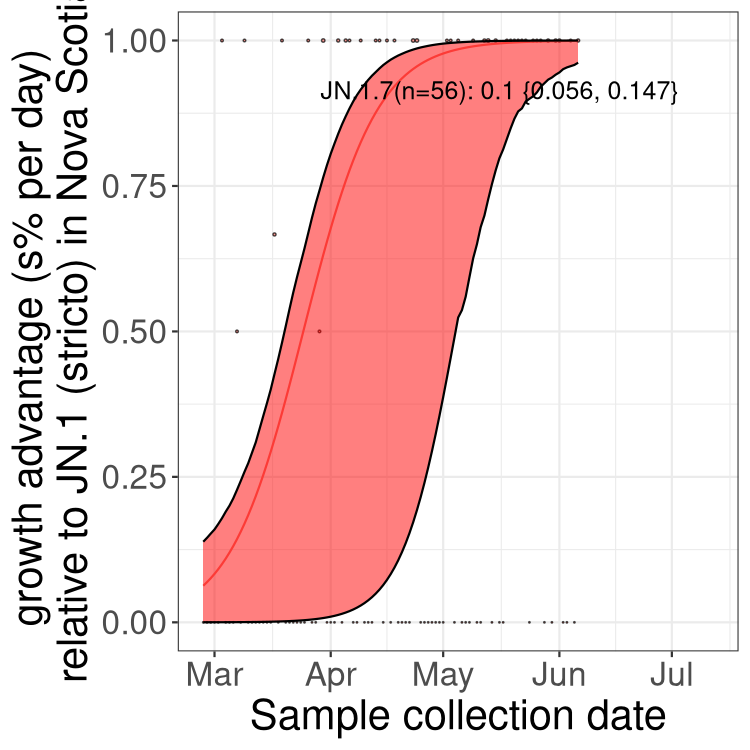 growth advantage (s% per day)
relative to JN.1 (stricto) in Nova Scotia
1.00
0.75
0.50
0.25
0.00
JN.1.7(n=56): 0.1 {0.056, 0.147}
Mar Apr May Jun Jul
Sample collection date